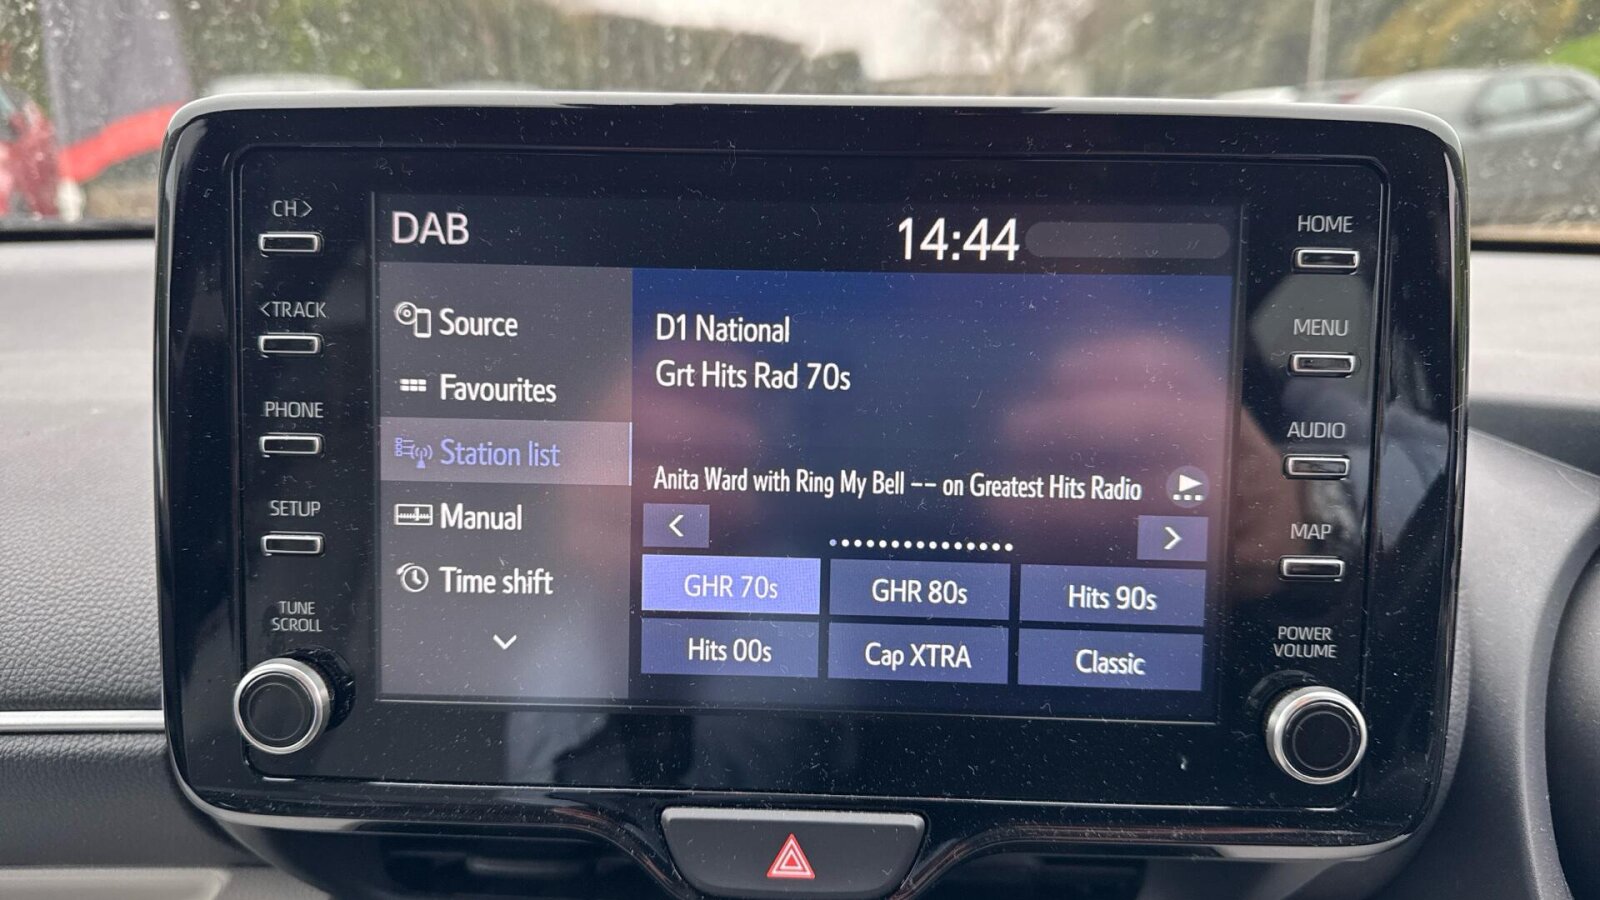 CH>
<TRACK
PHONE
SETUP
TUNE
SCROLL
DAB
14:44
Source
Favourites
Station list
Manual
Time shift
D1 National
Grt Hits Rad 70s
Anita Ward with Ring My Bell -- on Greatest Hits Radio
<
>
GHR 70s
GHR 80s
Hits 90s
Hits 00s
Cap XTRA
Classic
HOME
MENU
AUDIO
MAP
POWER
VOLUME